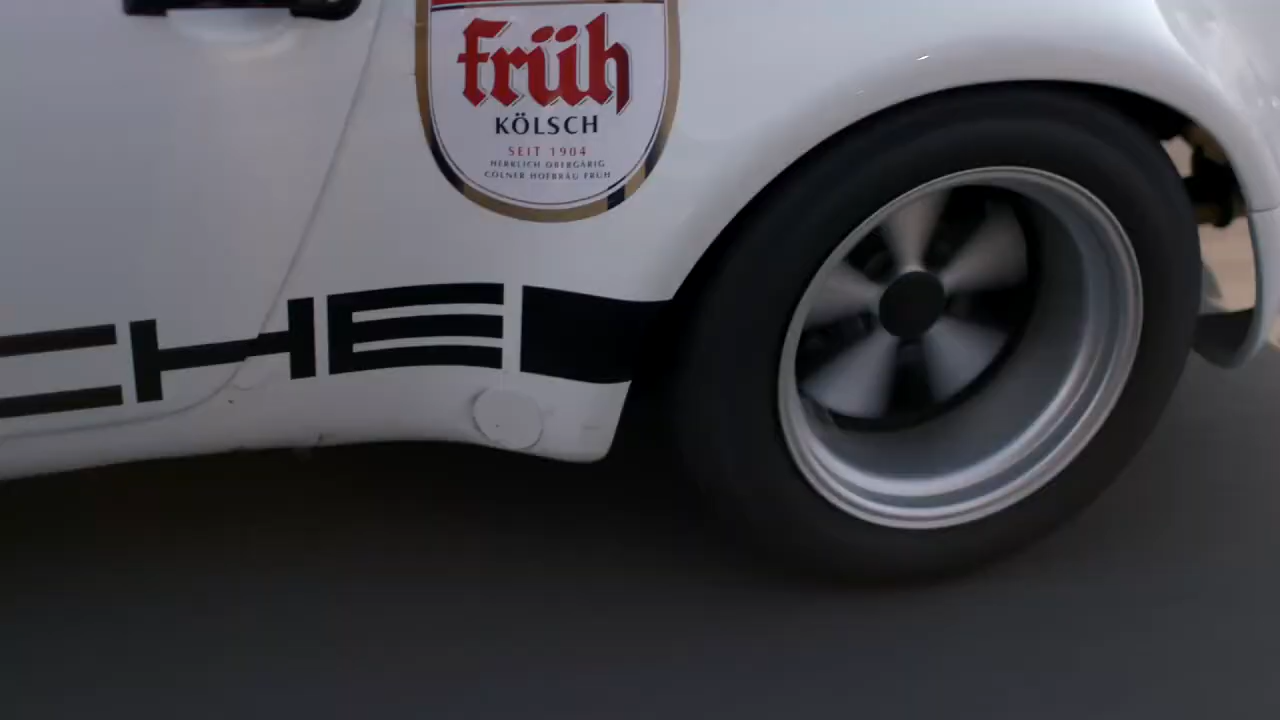 früh
KÖLSCH
SEIT 1904
HERRLICH OBERGÄRIG
CÖLNER HOFBRÄU FRÜH
CHE